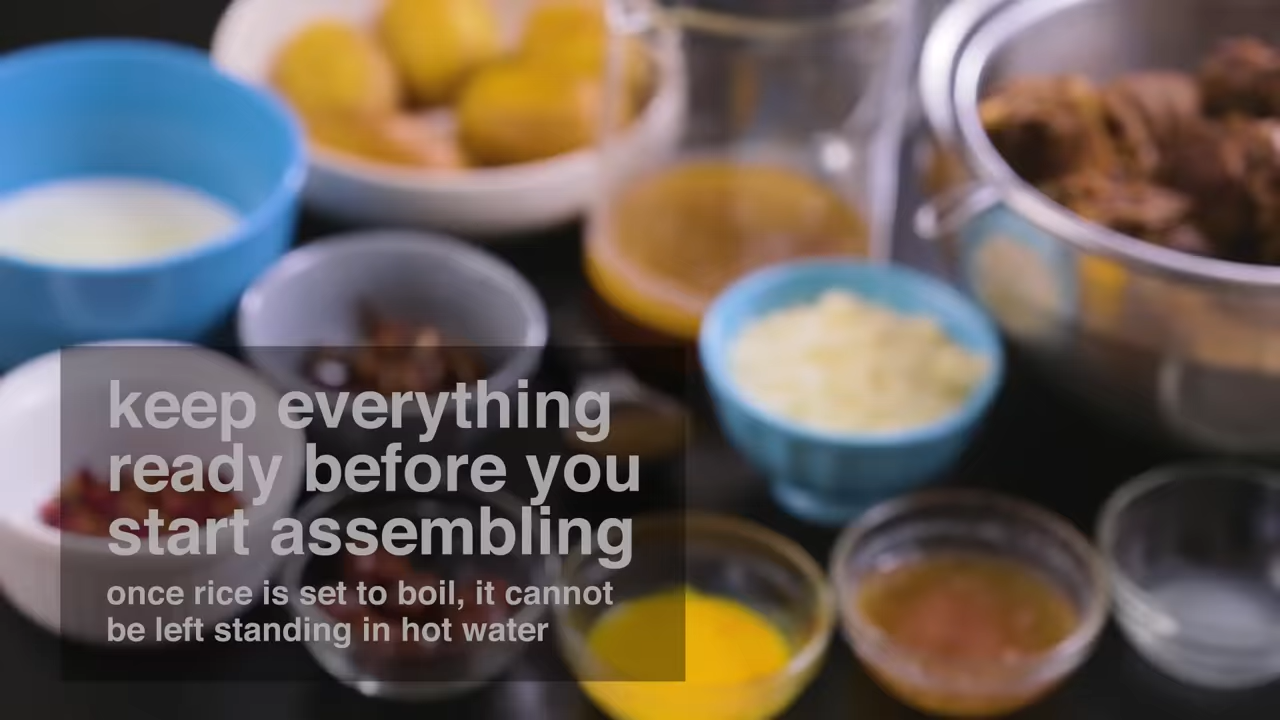 keep everything
ready before you
start assembling
once rice is set to boil, it cannot
be left standing in hot water